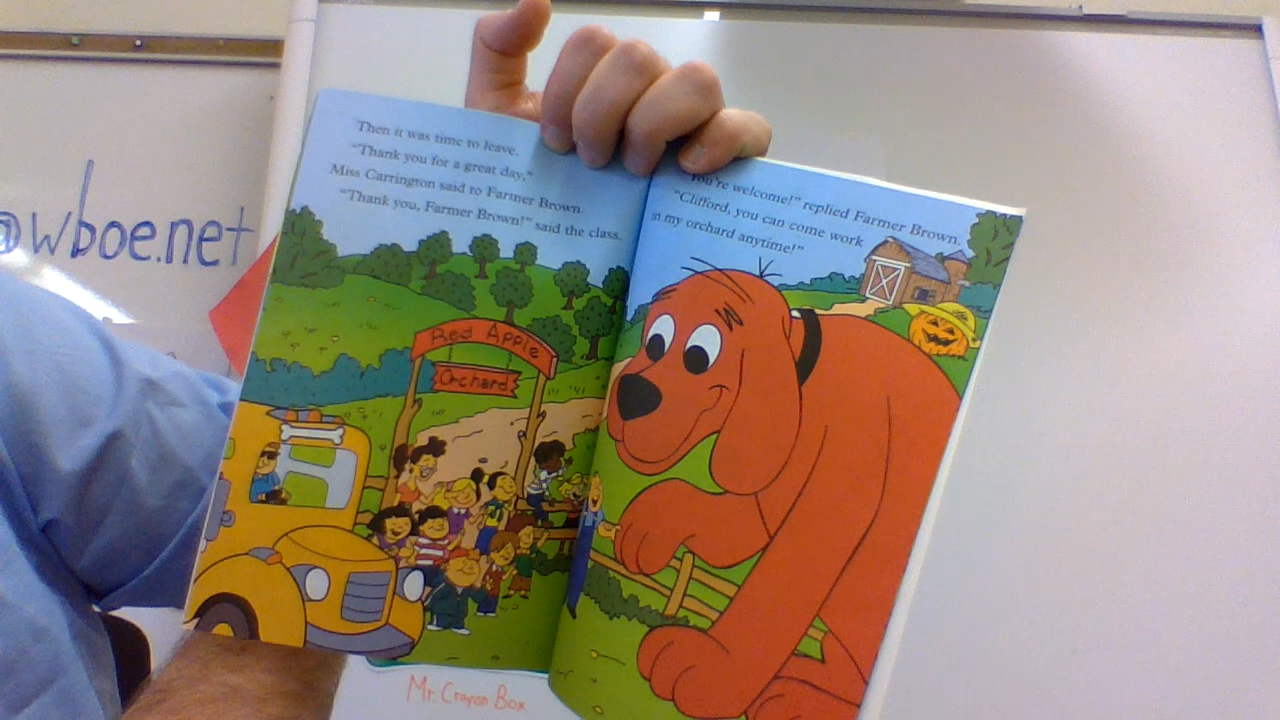 @wboe.net
Then it was time to leave.
"Thank you for a great day,"
Miss Carrington said to Farmer Brown.
"Thank you, Farmer Brown!" said the class.
Red Apple
Orchard
You're welcome!" replied Farmer Brown.
"Clifford, you can come work
in my orchard anytime!"
Mr. Crayon Box